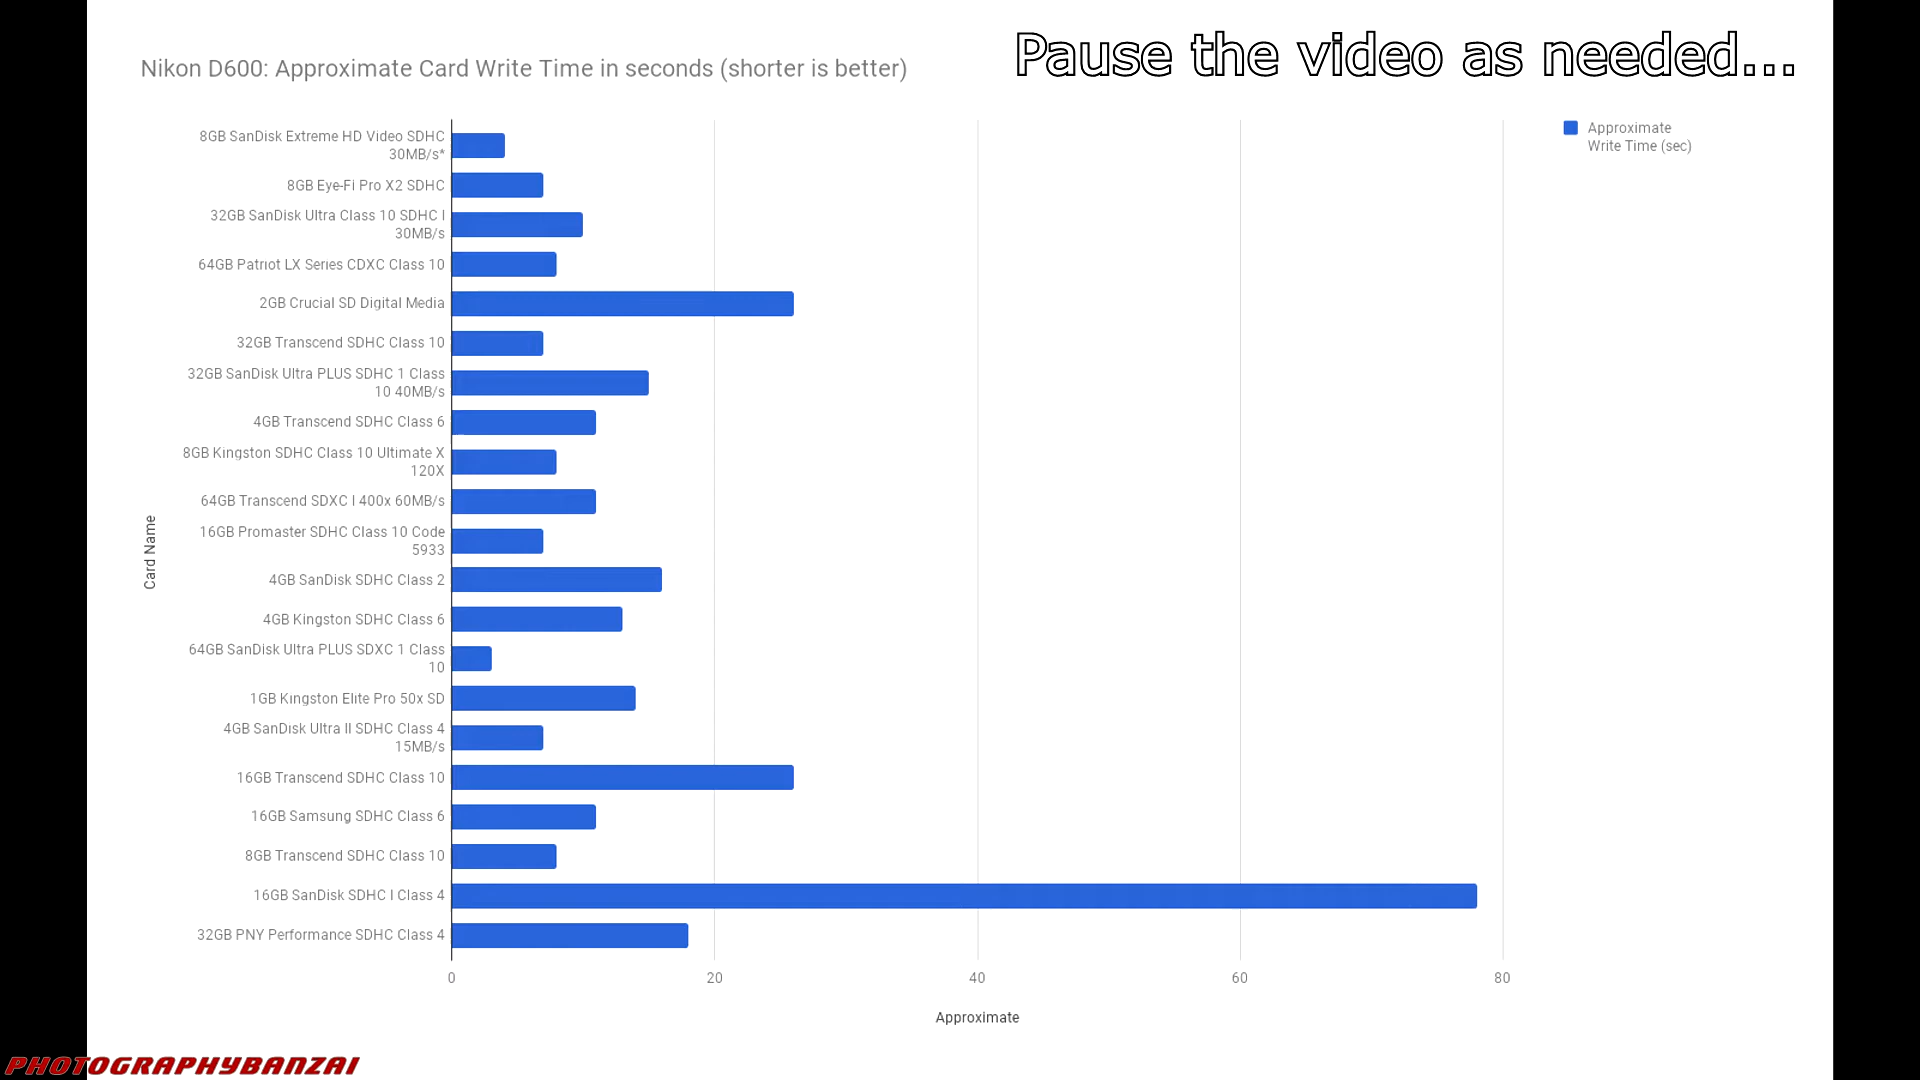 Pause the video as needed...
Nikon D600: Approximate Card Write Time in seconds (shorter is better)
Approximate
Write Time (sec)
8GB SanDisk Extreme HD Video SDHC
30MB/s*
8GB Eye-Fi Pro X2 SDHC
32GB SanDisk Ultra Class 10 SDHC I
30MB/s
64GB Patriot LX Series CDXC Class 10
2GB Crucial SD Digital Media
32GB Transcend SDHC Class 10
32GB SanDisk Ultra PLUS SDHC 1 Class
10 40MB/s
4GB Transcend SDHC Class 6
8GB Kingston SDHC Class 10 Ultimate X
120X
64GB Transcend SDXC I 400x 60MB/s
16GB Promaster SDHC Class 10 Code
5933
4GB SanDisk SDHC Class 2
4GB Kingston SDHC Class 6
64GB SanDisk Ultra PLUS SDXC 1 Class
10
1GB Kingston Elite Pro 50x SD
4GB SanDisk Ultra II SDHC Class 4
15MB/s
16GB Transcend SDHC Class 10
16GB Samsung SDHC Class 6
8GB Transcend SDHC Class 10
16GB SanDisk SDHC I Class 4
32GB PNY Performance SDHC Class 4
Card Name
0 20 40 60 80
Approximate
PHOTOGRAPHYBANZAI